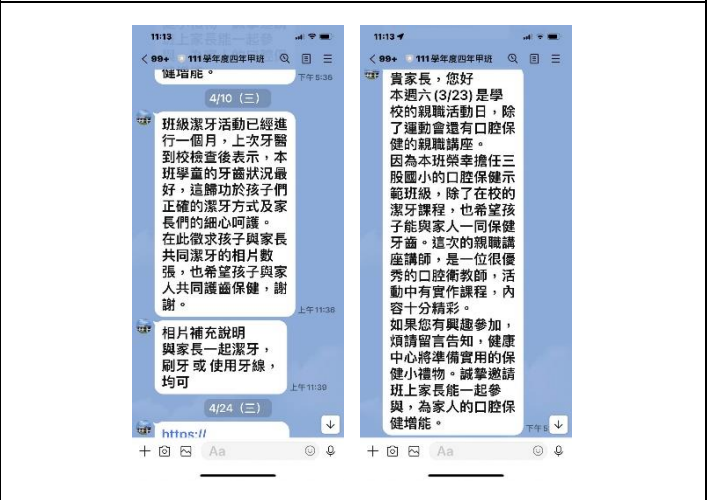 11:13
99+ 111學年度四年甲班
健增能。
下午5:36
4/10（三）
班級潔牙活動已經進
行一個月，上次牙醫
到校檢查後表示，本
班學童的牙齒狀況最
好，這歸功於孩子們
正確的潔牙方式及家
長們的細心呵護。
在此徵求孩子與家長
共同潔牙的相片數
張，也希望孩子與家
人共同護齒保健，謝
謝。
上午11:38
相片補充說明
與家長一起潔牙，
刷牙 或 使用牙線，
均可
上午11:39
4/24（三）
https://
Aa
11:13
99+ 111學年度四年甲班
貴家長，您好
本週六 (3/23) 是學
校的親職活動日，除
了運動會還有口腔保
健的親職講座。
因為本班榮幸擔任三
股國小的口腔保健示
範班級，除了在校的
潔牙課程，也希望孩
子能與家人一同保健
牙齒。這次的親職講
座講師，是一位很優
秀的口腔衛教師，活
動中有實作課程，內
容十分精彩。
如果您有興趣參加，
煩請留言告知，健康
中心將準備實用的保
健小禮物。誠摯邀請
班上家長能一起參
與，為家人的口腔保
健增能。
下午5
Aa